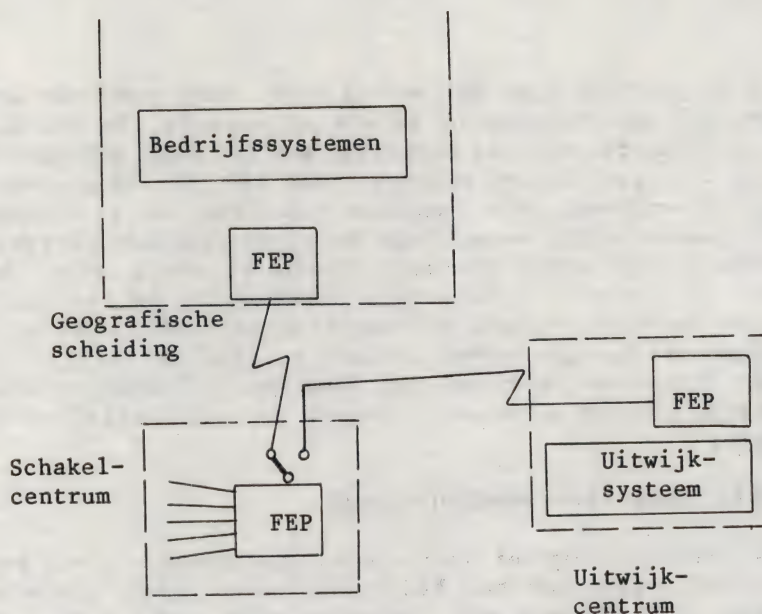 Bedrijfssystemen
FEP
Geografische
scheiding
FEP
Uitwijk-
systeem
Schakel-
centrum
FEP
Uitwijk-
centrum